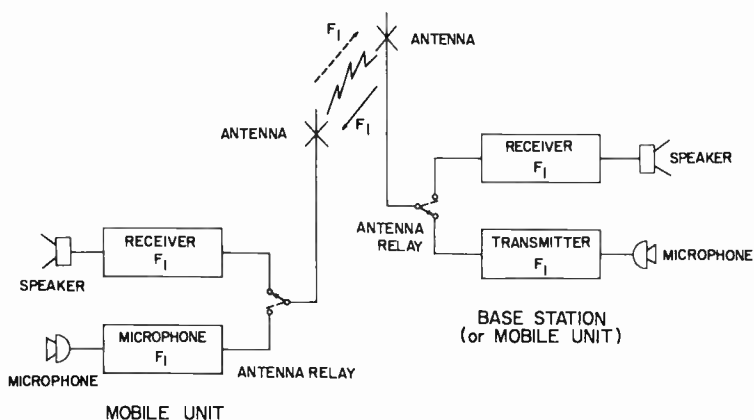 F1
ANTENNA
F1
ANTENNA
RECEIVER
F1
SPEAKER
ANTENNA
RELAY
TRANSMITTER
F1
MICROPHONE
BASE STATION
(or MOBILE UNIT)
RECEIVER
F1
SPEAKER
MICROPHONE
F1
MICROPHONE
ANTENNA RELAY
MOBILE UNIT